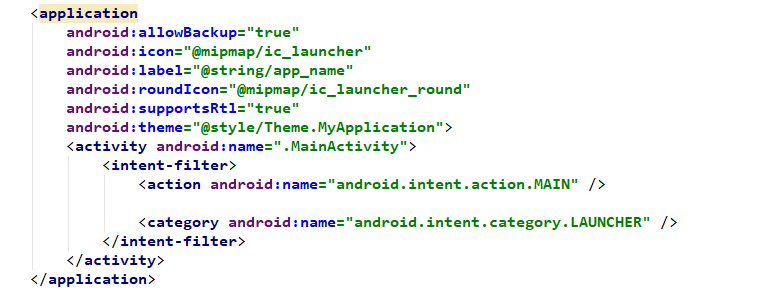 <application
android:allowBackup="true"
android:icon="@mipmap/ic_launcher"
android:label="@string/app_name"
android:roundIcon="@mipmap/ic_launcher_round"
android:supportsRtl="true"
android:theme="@style/Theme.MyApplication">
<activity android:name=".MainActivity">
<intent-filter>
<action android:name="android.intent.action.MAIN" />
<category android:name="android.intent.category.LAUNCHER" />
</intent-filter>
</activity>
</application>